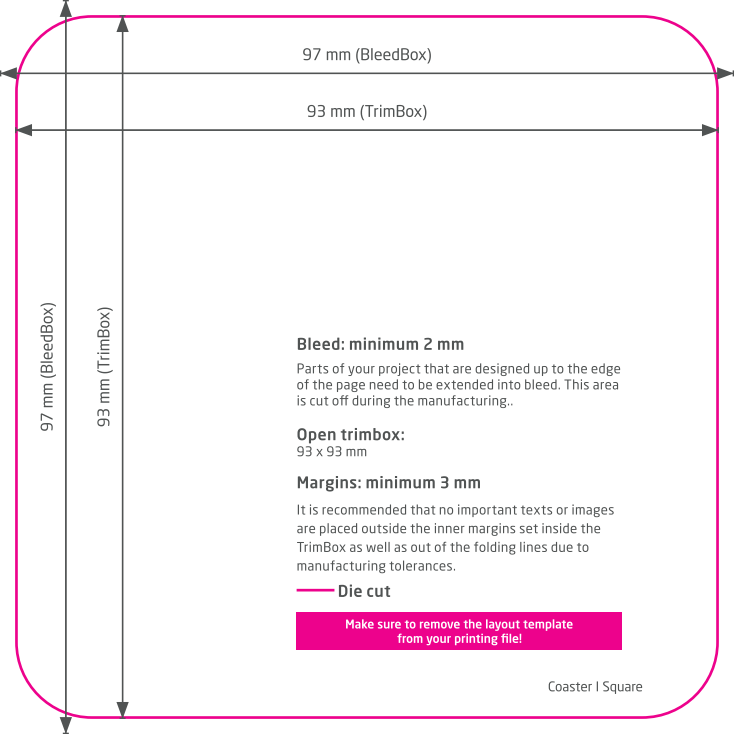 97 mm (BleedBox)
93 mm (TrimBox)
97 mm (BleedBox)
93 mm (TrimBox)
Bleed: minimum 2 mm
Parts of your project that are designed up to the edge
of the page need to be extended into bleed. This area
is cut off during the manufacturing..
Open trimbox:
93 x 93 mm
Margins: minimum 3 mm
It is recommended that no important texts or images
are placed outside the inner margins set inside the
TrimBox as well as out of the folding lines due to
manufacturing tolerances.
Die cut
Make sure to remove the layout template
from your printing file!
Coaster I Square